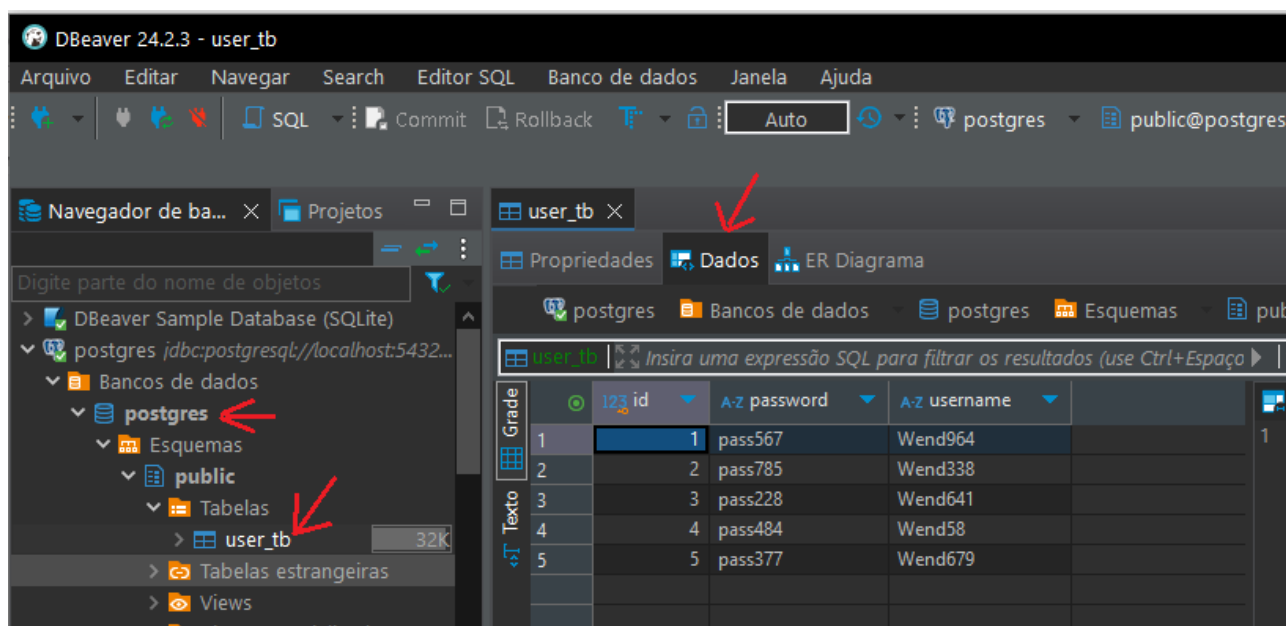 DBeaver 24.2.3 - user_tb
Arquivo Editar Navegar Search Editor SQL Banco de dados Janela Ajuda
SQL Commit Rollback Auto postgres public@postgres
Navegador de ba... Projetos
Digite parte do nome de objetos
DBeaver Sample Database (SQLite)
postgres jdbc:postgresql://localhost:5432...
Bancos de dados
postgres
Esquemas
public
Tabelas
user_tb 32K
Tabelas estrangeiras
Views
user_tb
Propriedades Dados ER Diagrama
postgres Bancos de dados postgres Esquemas pub
user_tb Insira uma expressão SQL para filtrar os resultados (use Ctrl+Espaço
Grade
Texto
123 id A-Z password A-Z username
1 1 pass567 Wend964
2 2 pass785 Wend338
3 3 pass228 Wend641
4 4 pass484 Wend58
5 5 pass377 Wend679
1